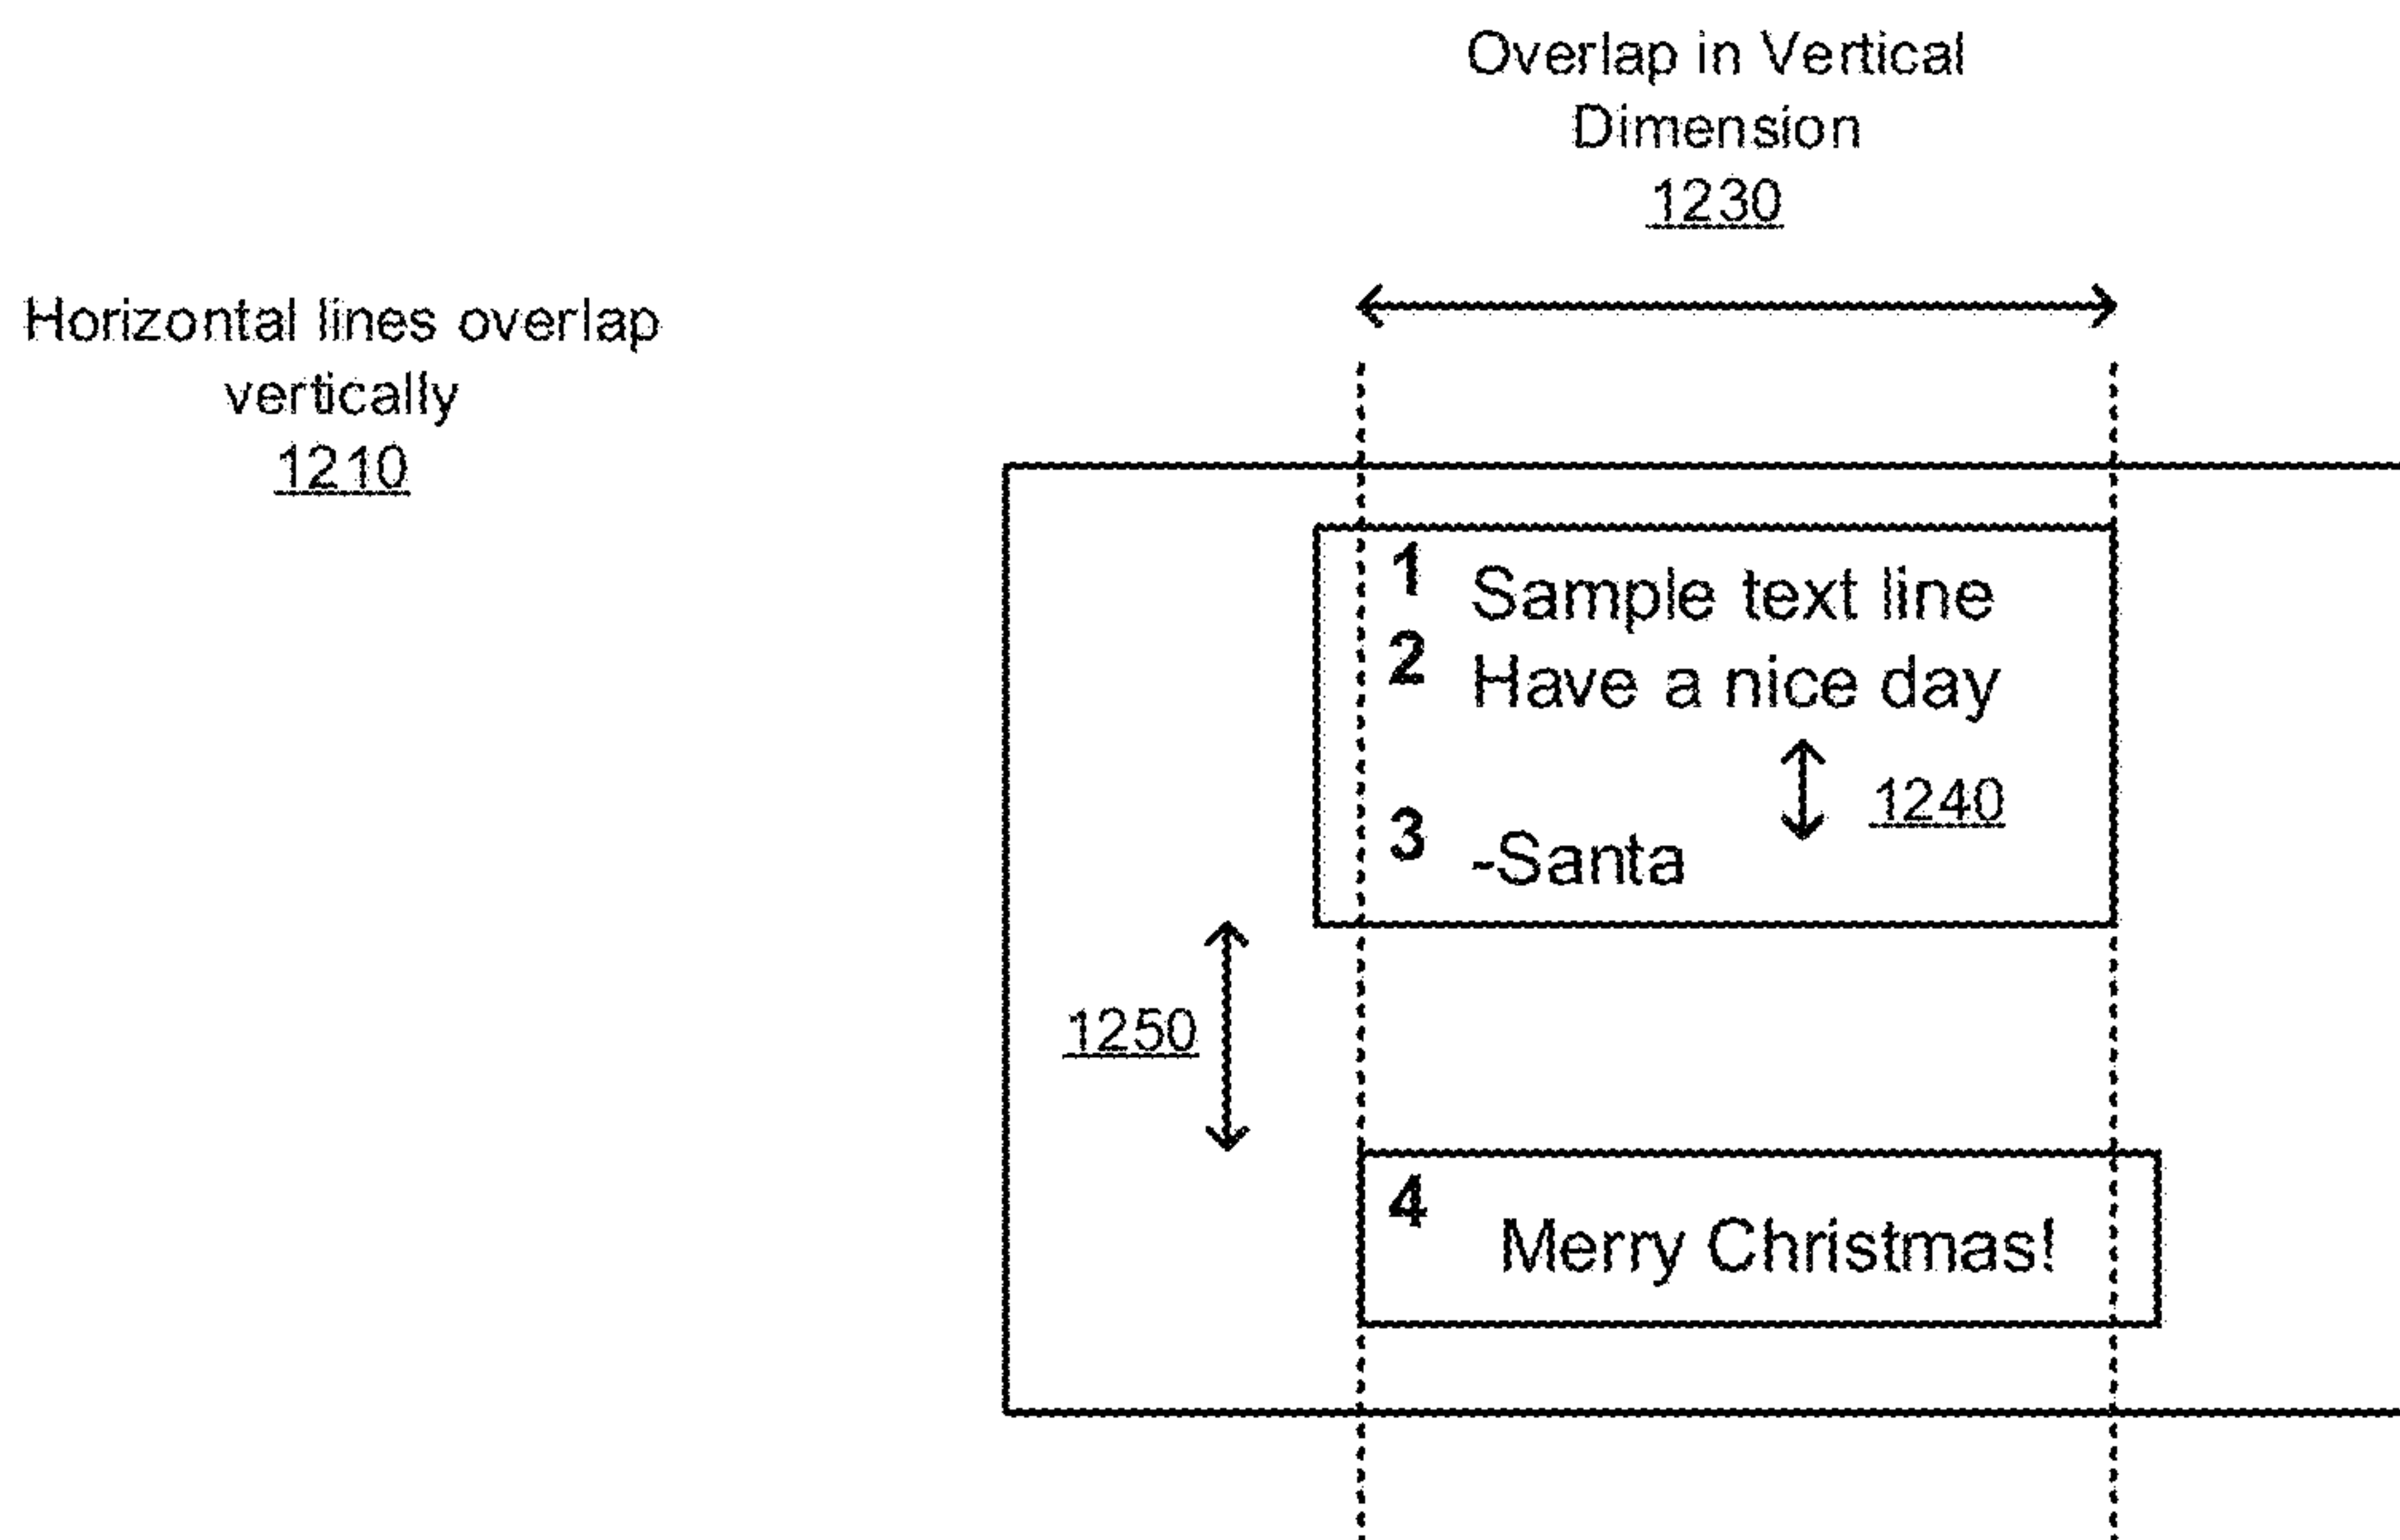 Overlap in Vertical
Dimension
1230
Horizontal lines overlap
vertically
1210
1 Sample text line
2 Have a nice day
1240
3 -Santa
1250
4 Merry Christmas!